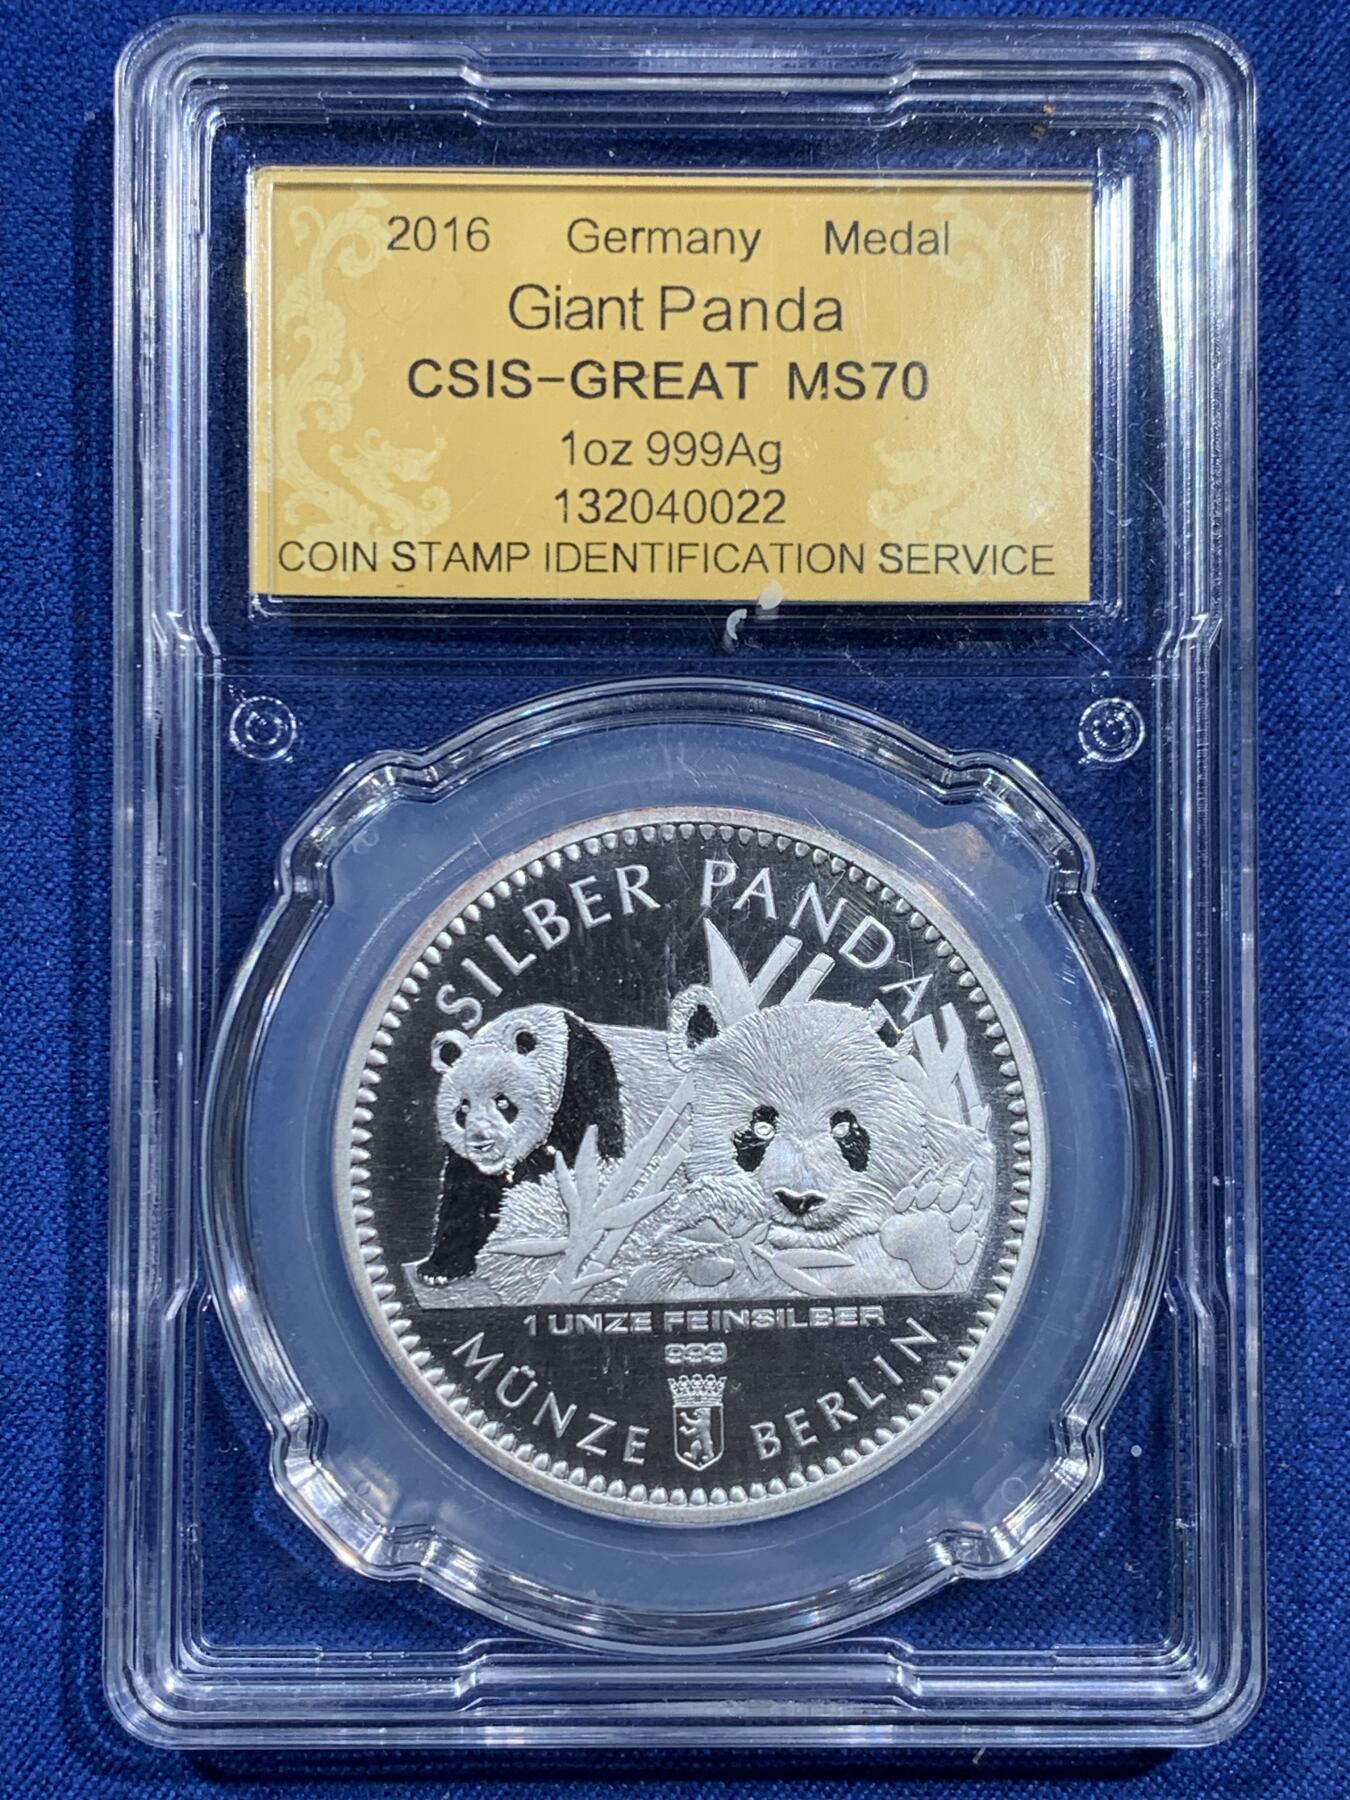 2016 Germany Medal
Giant Panda
CSIS-GREAT MS70
1oz 999Ag
132040022
COIN STAMP IDENTIFICATION SERVICE
SILBER PANDA
1 UNZE FEINSILBER
999
MÜNZE BERLIN